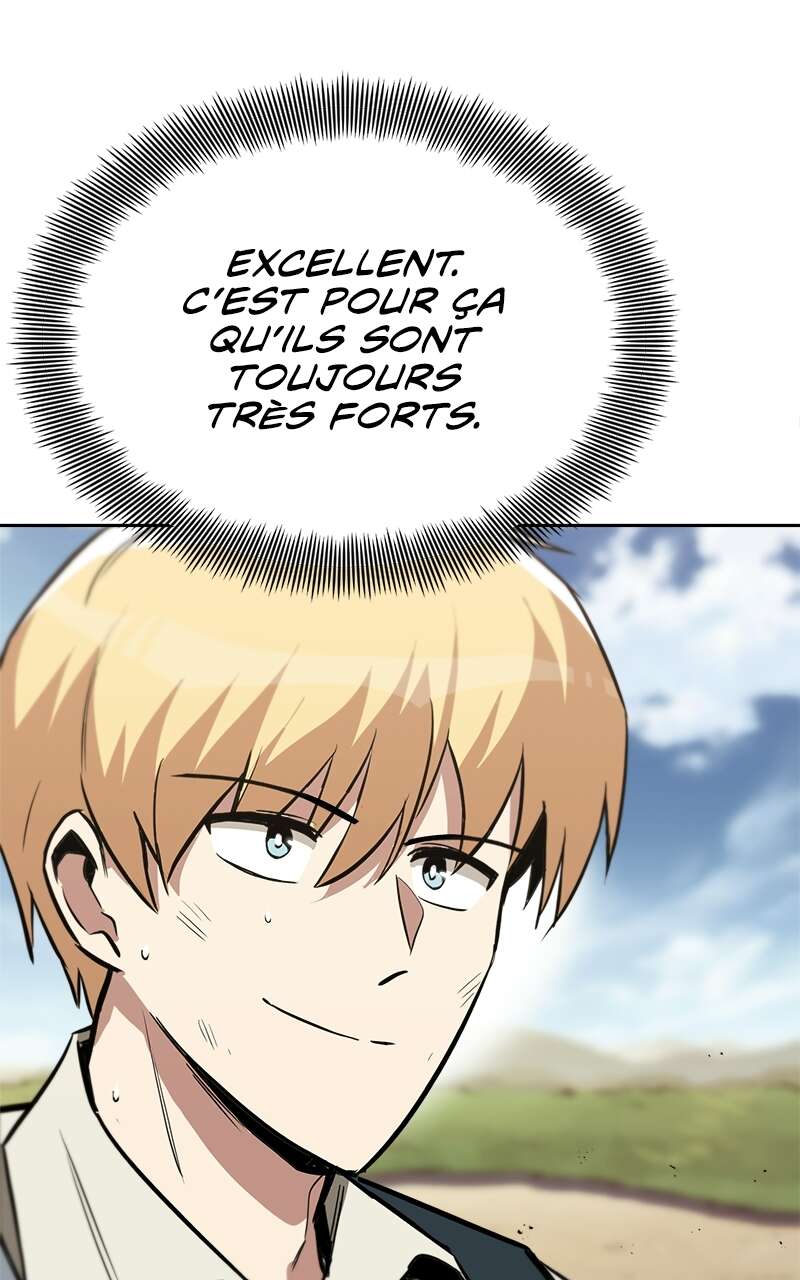 EXCELLENT.
C'EST POUR ÇA
QU'ILS SONT
TOUJOURS
TRÈS FORTS.